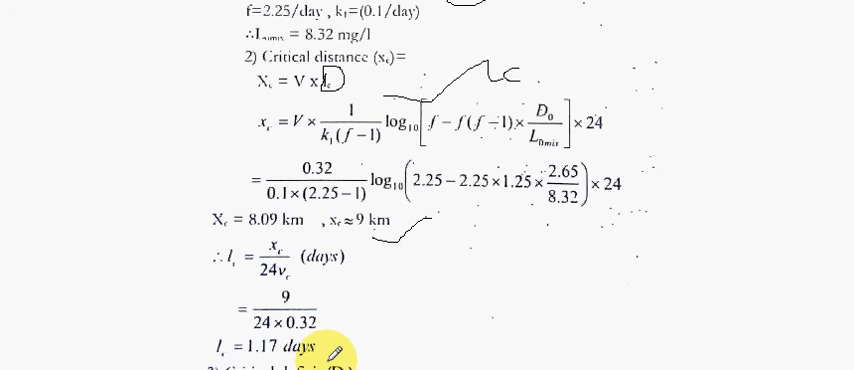 f=2.25/day , k₁=(0.1/day)
= 8.32 mg/l
2) Critical distance (x꜀)=
X꜀ = V x
t꜀
x꜀ = V × 1 / k₁(f−1) log₁₀[f − f(f−1)× D₀ / L₀mix] × 24
= 0.32 / 0.1×(2.25−1) log₁₀(2.25−2.25×1.25× 2.65 / 8.32) × 24
X꜀ = 8.09 km , x꜀≈9 km
∴ t꜀ = x꜀ / 24v꜀ (days)
= 9 / 24 × 0.32
t꜀ = 1.17 days